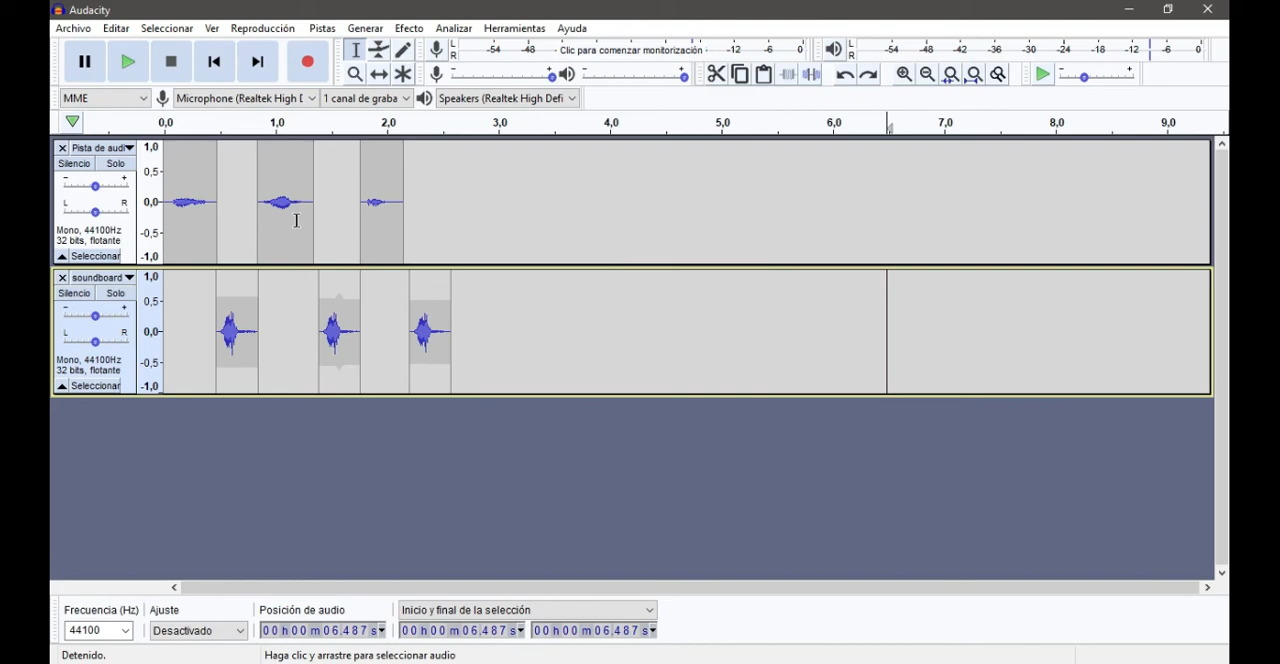 Audacity
Archivo Editar Seleccionar Ver Reproducción Pistas Generar Efecto Analizar Herramientas Ayuda
L R -54 -48 Clic para comenzar monitorización -12 -6 0 L R -54 -48 -42 -36 -30 -24 -18 -12 -6 0
- + - + - +
MME Microphone (Realtek High D 1 canal de graba Speakers (Realtek High Defi
0,0 1,0 2,0 3,0 4,0 5,0 6,0 7,0 8,0 9,0
Pista de audi 1,0
Silencio Solo
0,5
- +
L R 0,0
Mono, 44100Hz -0,5
32 bits, flotante
Seleccionar -1,0
soundboard 1,0
Silencio Solo
0,5
- +
L R 0,0
Mono, 44100Hz -0,5
32 bits, flotante
Seleccionar -1,0
Frecuencia (Hz) Ajuste Posición de audio Inicio y final de la selección
44100 Desactivado 00h00m06.487s 00h00m06.487s 00h00m06.487s
Detenido. Haga clic y arrastre para seleccionar audio